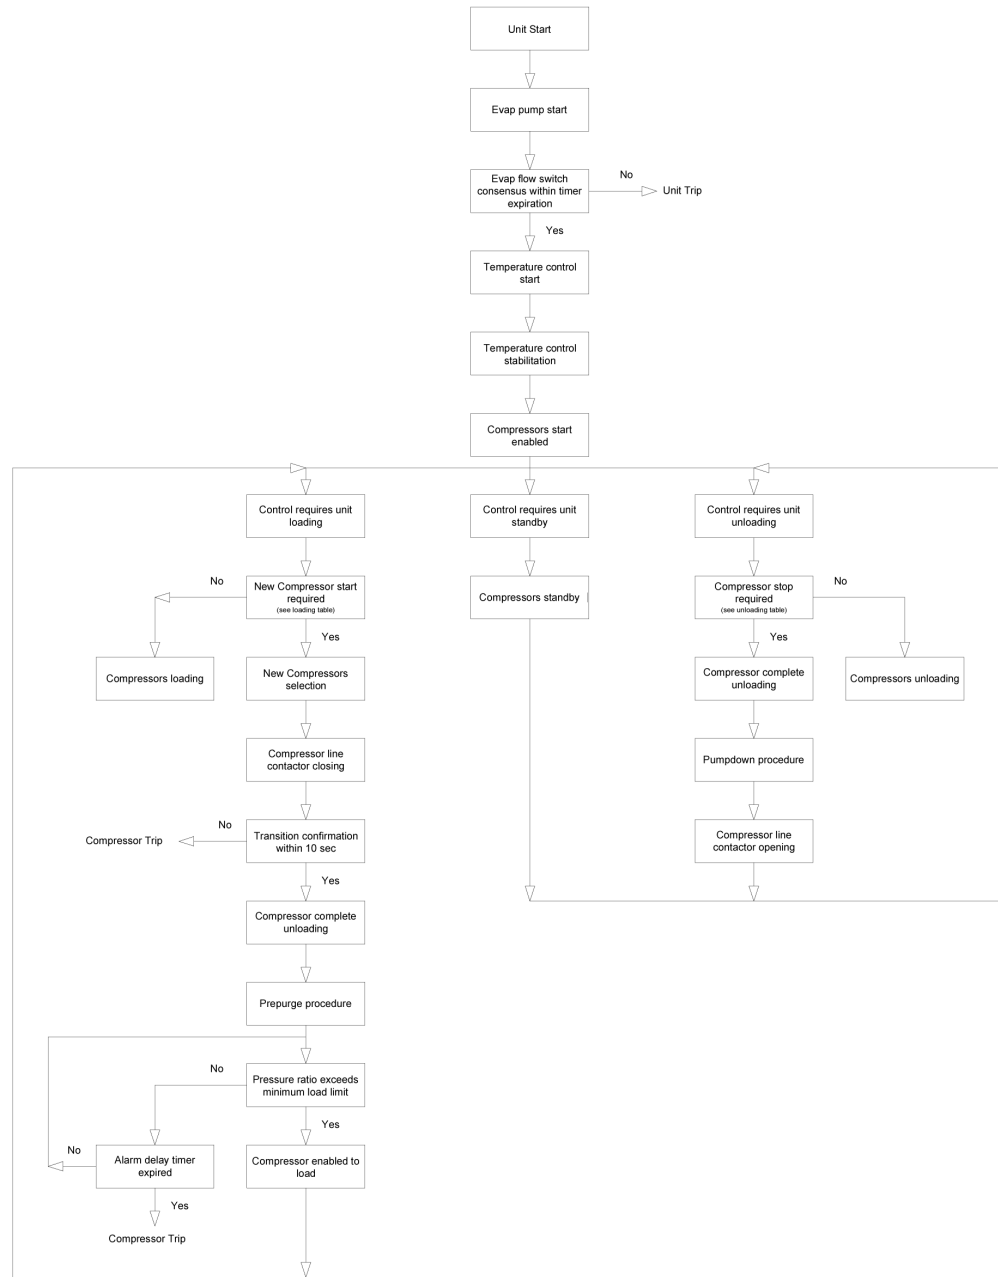 Unit Start
Evap pump start
Evap flow switch
consensus within timer
expiration
No
Unit Trip
Yes
Temperature control
start
Temperature control
stabilitation
Compressors start
enabled
Control requires unit
loading
Control requires unit
standby
Control requires unit
unloading
No
New Compressor start
required
(see loading table)
Compressors standby
Compressor stop
required
(see unloading table)
No
Yes
Yes
Compressors loading
New Compressors
selection
Compressor complete
unloading
Compressors unloading
Compressor line
contactor closing
Pumpdown procedure
Compressor Trip
No
Transition confirmation
within 10 sec
Compressor line
contactor opening
Yes
Compressor complete
unloading
Prepurge procedure
No
Pressure ratio exceeds
minimum load limit
Yes
No
Alarm delay timer
expired
Compressor enabled to
load
Yes
Compressor Trip